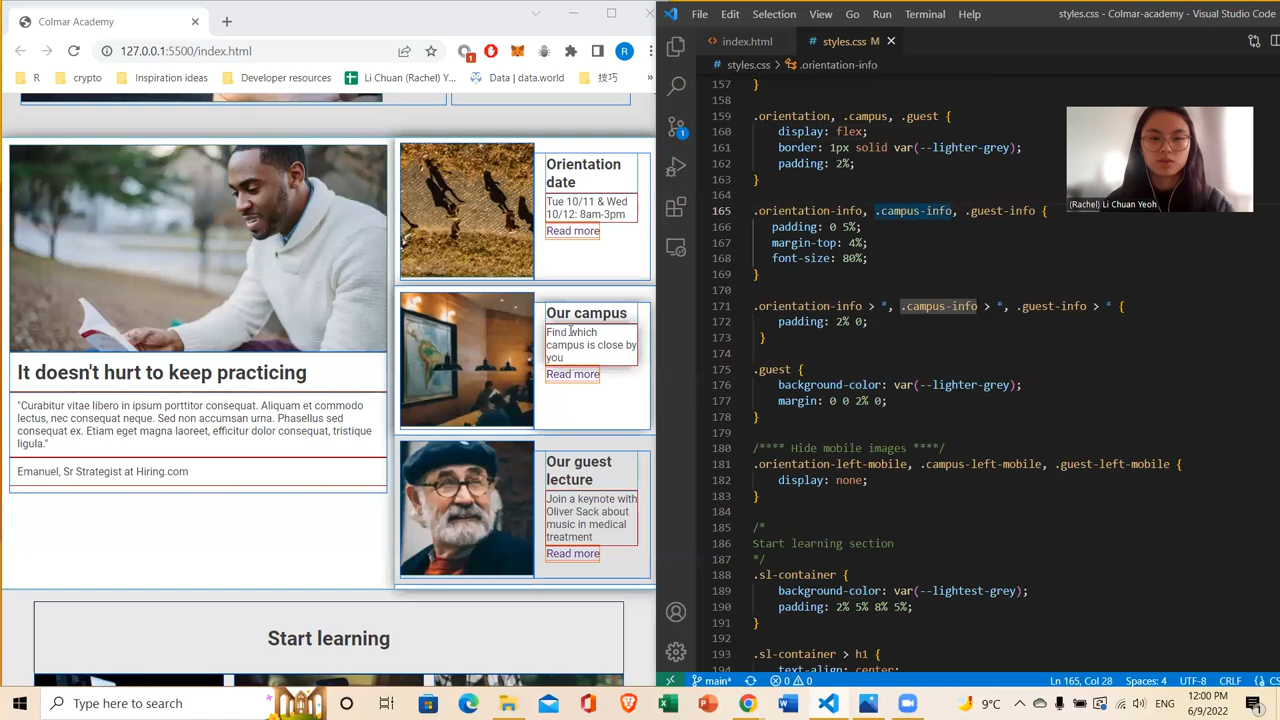 Colmar Academy
127.0.0.1:5500/index.html
R
1
R
crypto
Inspiration ideas
Developer resources
Li Chuan (Rachel) Y...
Data | data.world
技巧
»
It doesn't hurt to keep practicing
"Curabitur vitae libero in ipsum porttitor consequat. Aliquam et commodo
lectus, nec consequat neque. Sed non accumsan urna. Phasellus sed
consequat ex. Etiam eget magna laoreet, efficitur dolor consequat, tristique
ligula."
Emanuel, Sr Strategist at Hiring.com
Orientation
date
Tue 10/11 & Wed
10/12: 8am-3pm
Read more
Our campus
Find which
campus is close by
you
Read more
Our guest
lecture
Join a keynote with
Oliver Sack about
music in medical
treatment
Read more
Start learning
File Edit Selection View Go Run Terminal Help
styles.css - Colmar-academy - Visual Studio Code
index.html
styles.css M
styles.css > .orientation-info
157 }
158
159 .orientation, .campus, .guest {
160 display: flex;
161 border: 1px solid var(--lighter-grey);
162 padding: 2%;
163 }
164
165 .orientation-info, .campus-info, .guest-info {
166 padding: 0 5%;
167 margin-top: 4%;
168 font-size: 80%;
169 }
170
171 .orientation-info > *, .campus-info > *, .guest-info > * {
172 padding: 2% 0;
173 }
174
175 .guest {
176 background-color: var(--lighter-grey);
177 margin: 0 0 2% 0;
178 }
179
180 /**** Hide mobile images ****/
181 .orientation-left-mobile, .campus-left-mobile, .guest-left-mobile {
182 display: none;
183 }
184
185 /*
186 Start learning section
187 */
188 .sl-container {
189 background-color: var(--lightest-grey);
190 padding: 2% 5% 8% 5%;
191 }
192
193 .sl-container > h1 {
194 text-align: center;
(Rachel) Li Chuan Yeoh
1
main*
0 0
Ln 165, Col 28
Spaces: 4
UTF-8
CRLF
Type here to search
9°C
ENG
12:00 PM
6/9/2022
1